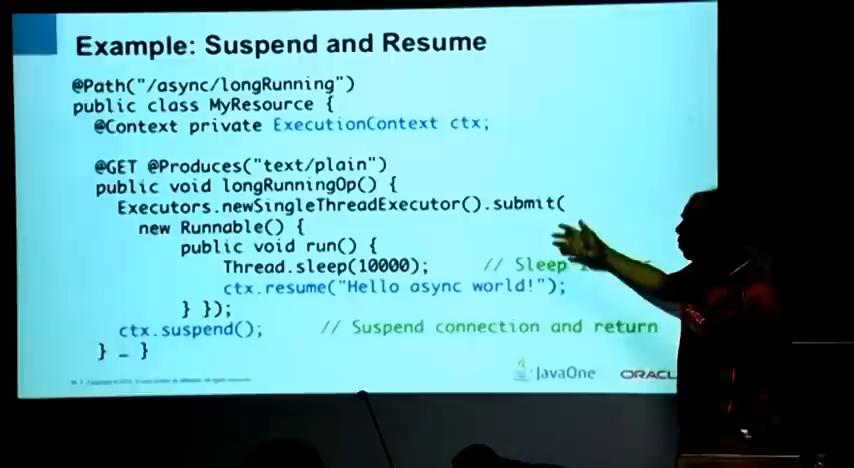 Example: Suspend and Resume
@Path("/async/longRunning")
public class MyResource {
@Context private ExecutionContext ctx;
@GET @Produces("text/plain")
public void longRunningOp() {
Executors.newSingleThreadExecutor().submit(
new Runnable() {
public void run() {
Thread.sleep(10000); // Sleep
ctx.resume("Hello async world!");
} });
ctx.suspend(); // Suspend connection and return
} … }
JavaOne ORACL